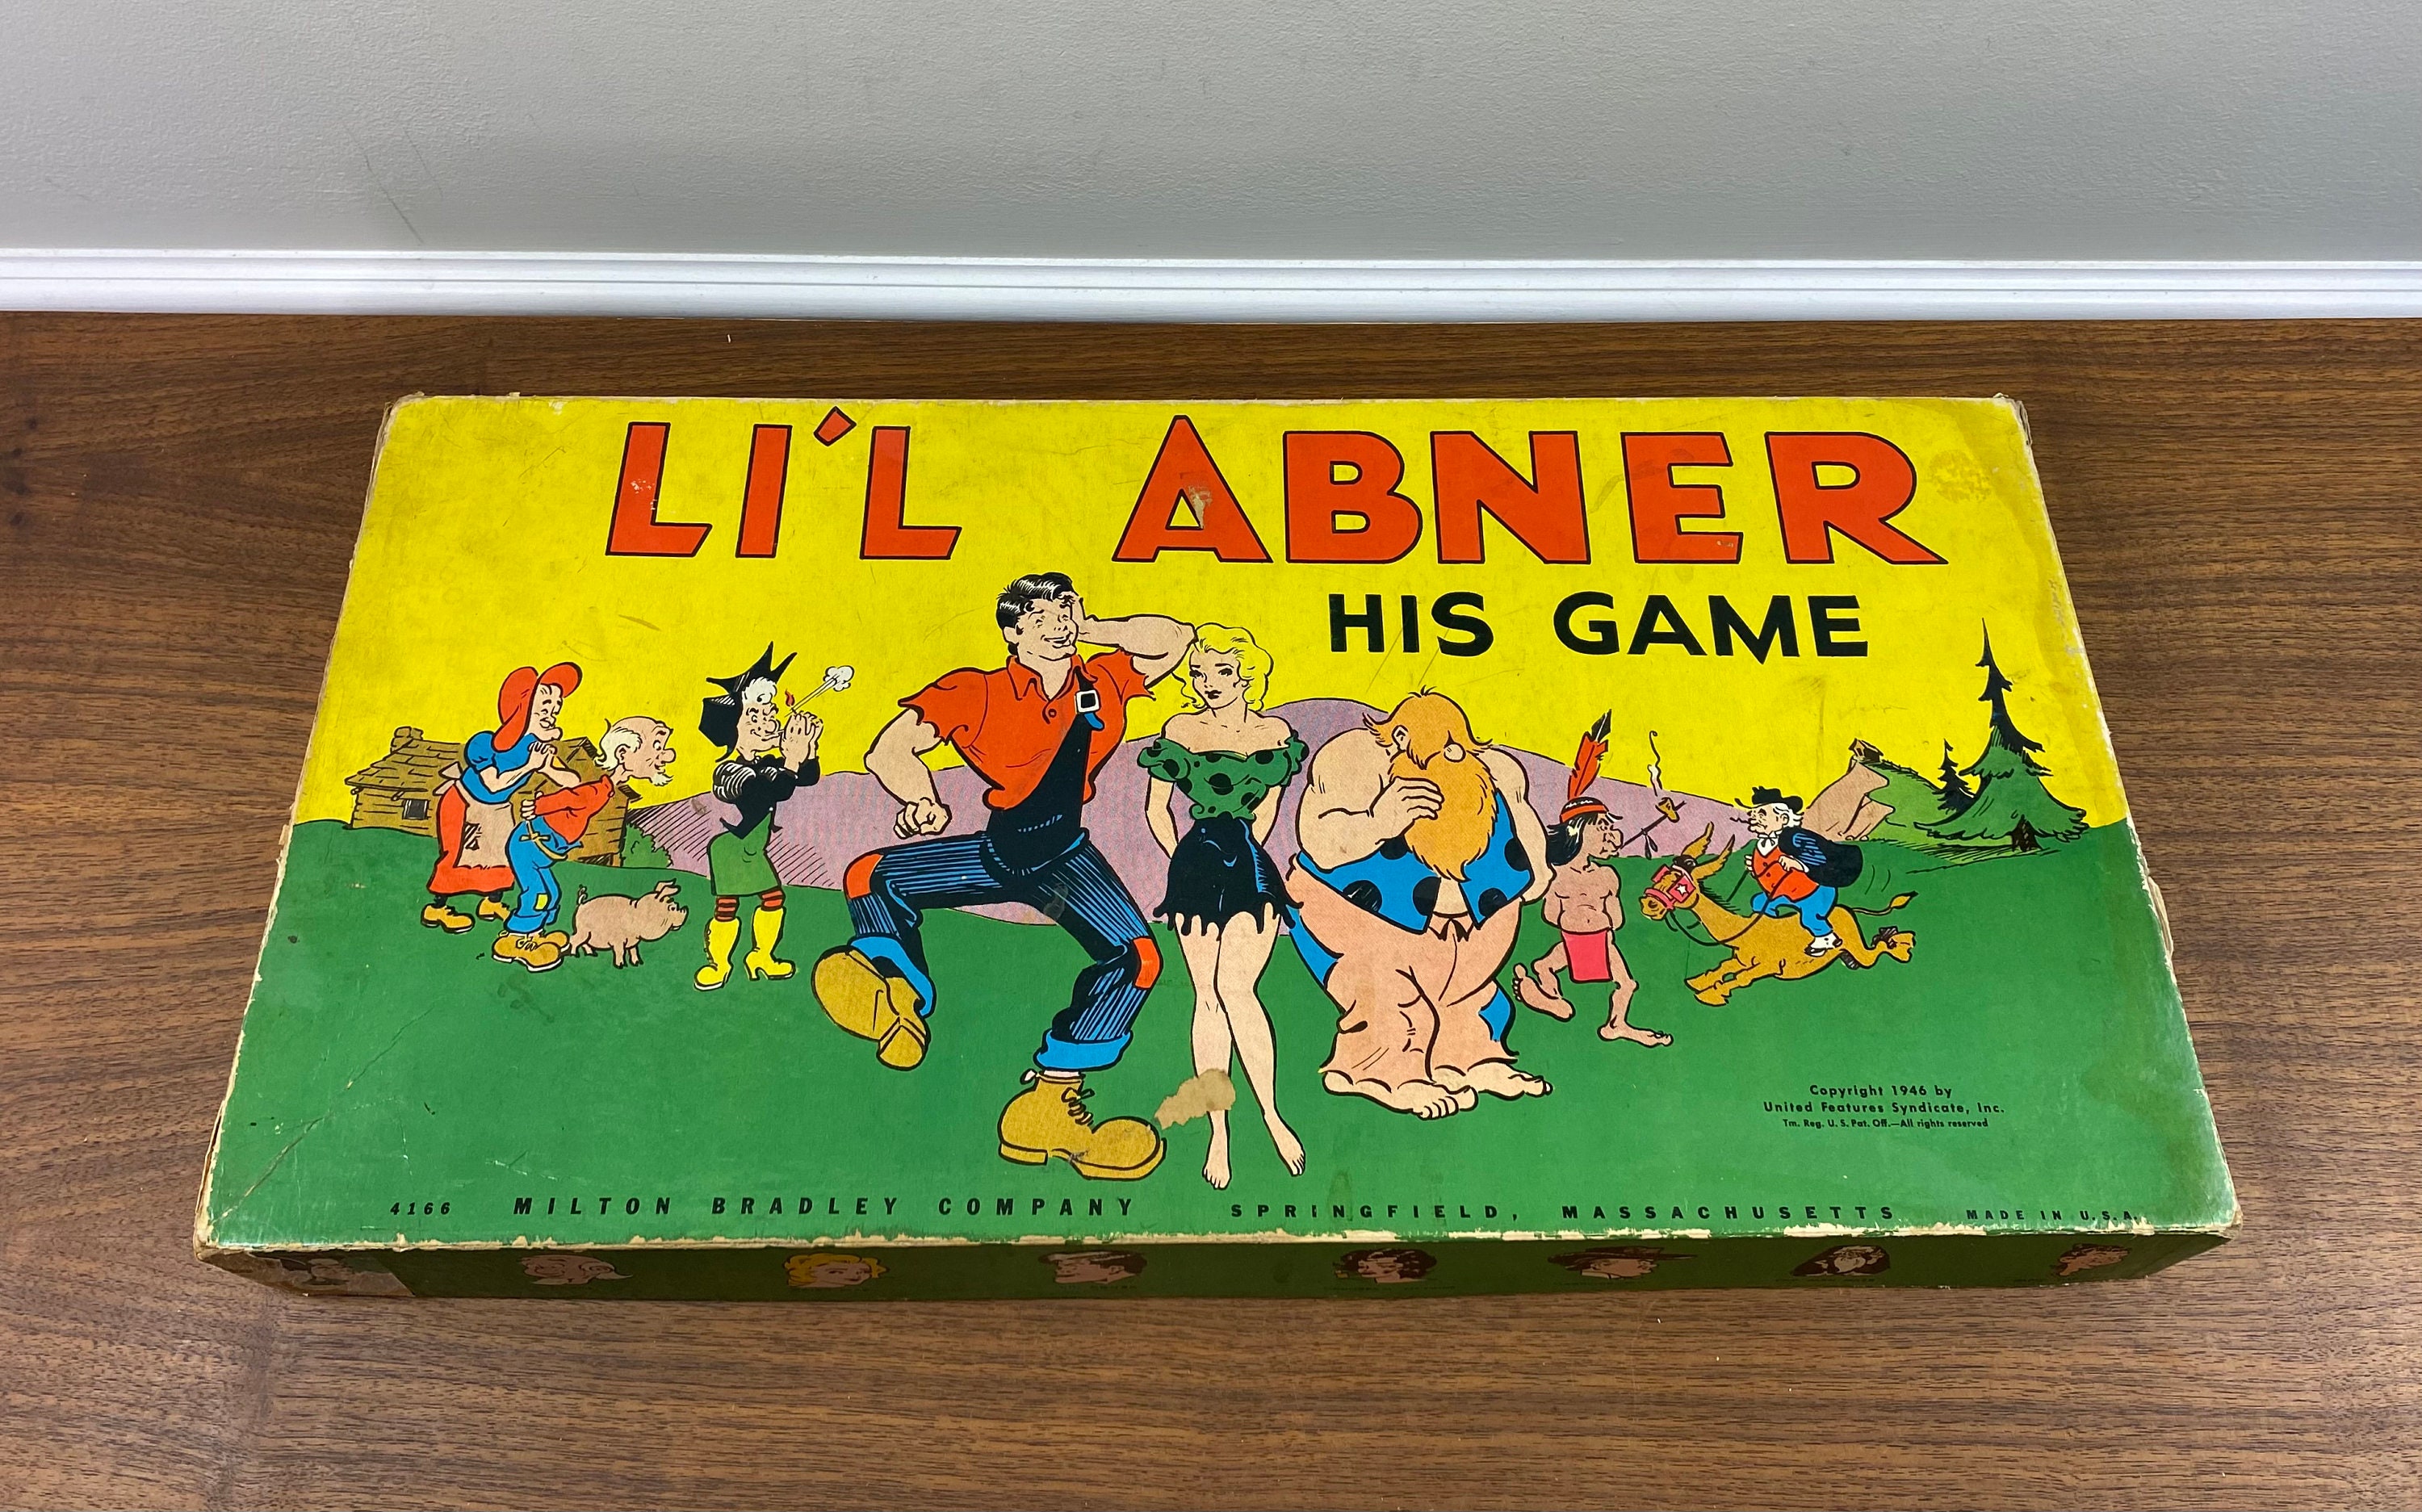 LI'L ABNER
HIS GAME
Copyright 1946 by
United Features Syndicate, Inc.
Tm. Reg. U. S. Pat. Off.—All rights reserved
4166 MILTON BRADLEY COMPANY SPRINGFIELD, MASSACHUSETTS MADE IN U.S.A.